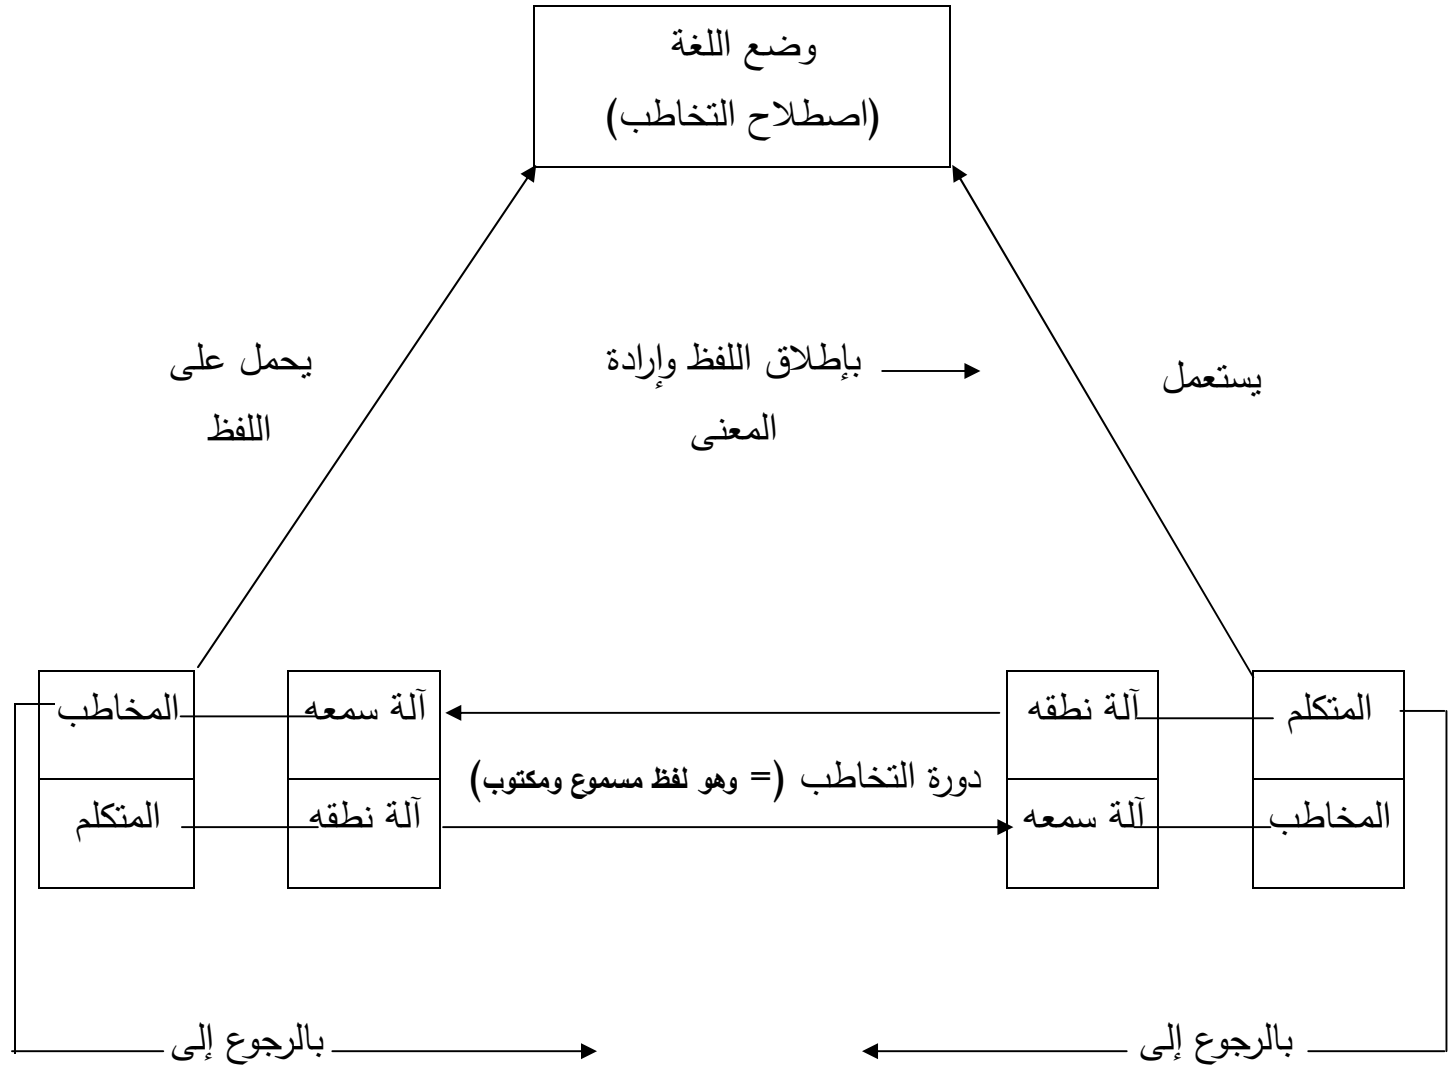 وضع اللغة
(اصطلاح التخاطب)
يستعمل
بإطلاق اللفظ وإرادة
المعنى
يحمل على
اللفظ
المتكلم
آلة نطقه
آلة سمعه
المخاطب
دورة التخاطب (= وهو لفظ مسموع ومكتوب)
المخاطب
آلة سمعه
آلة نطقه
المتكلم
بالرجوع إلى
بالرجوع إلى